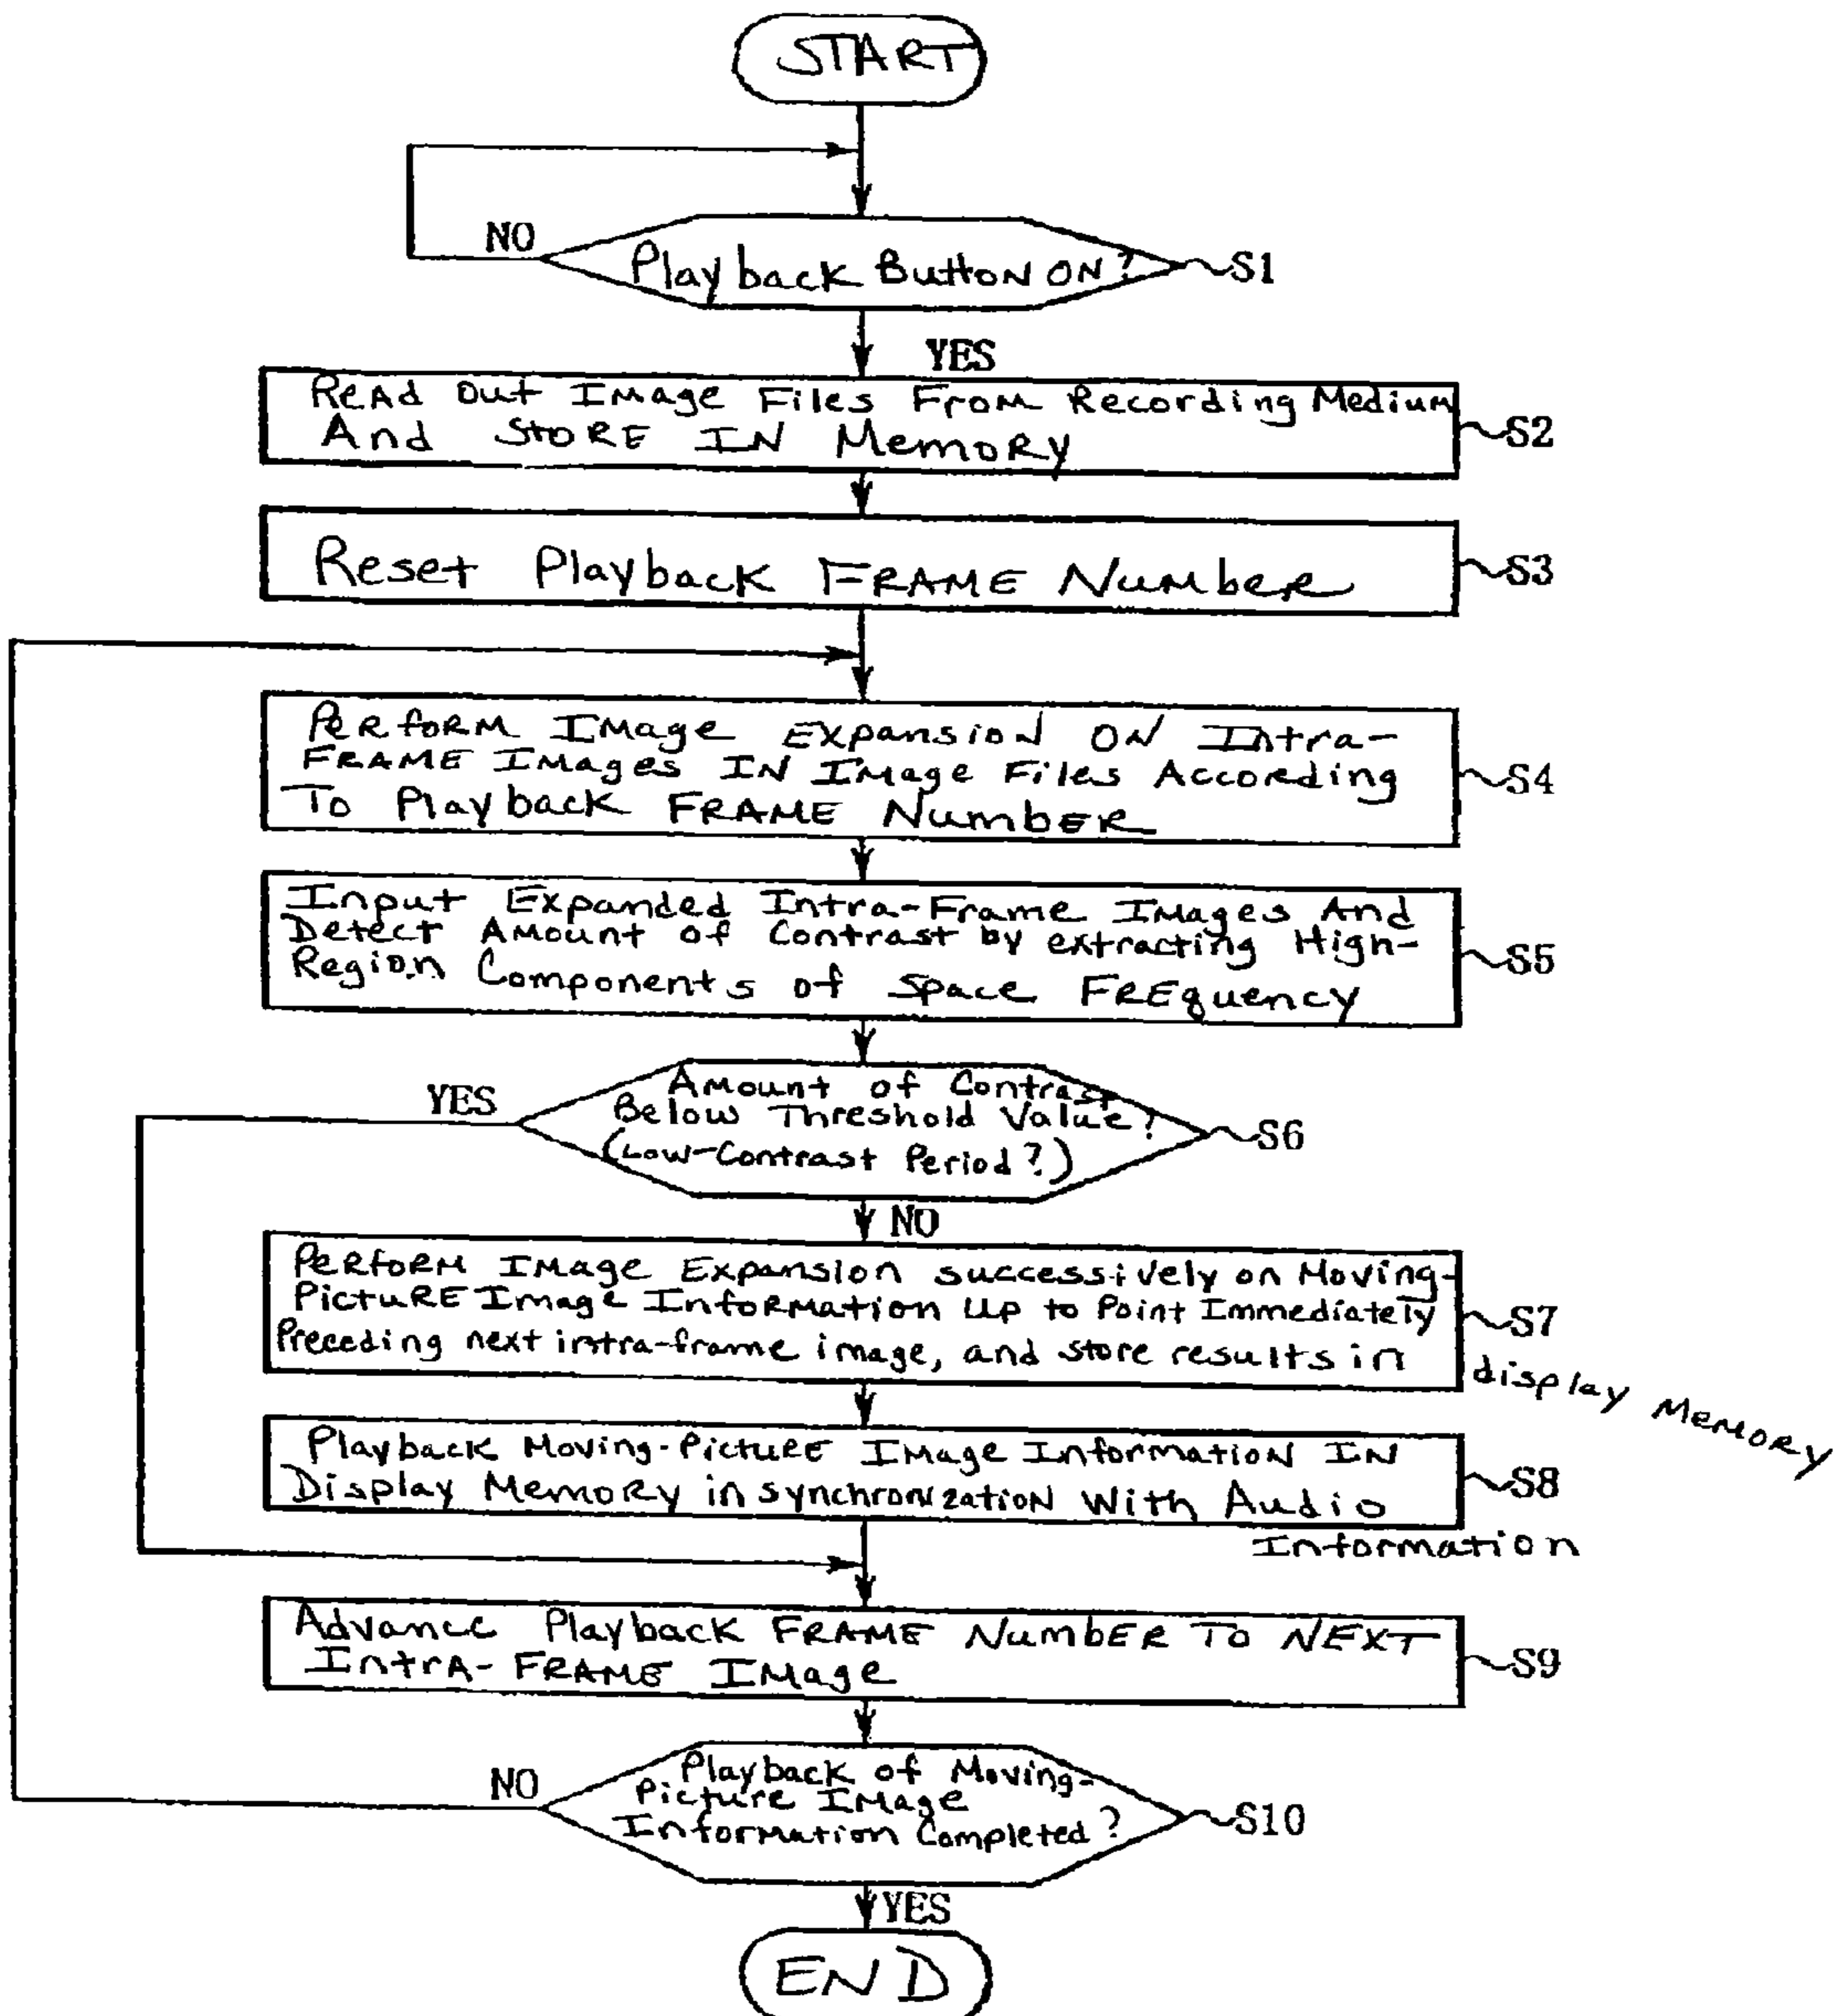 START
NO
Playback Button ON?
S1
YES
Read Out Image Files From Recording Medium
And Store IN Memory
S2
Reset Playback FRAME Number
S3
Perform Image Expansion ON Intra-
FRAME Images IN Image Files According
To Playback FRAME Number
S4
Input Expanded Intra-Frame Images And
Detect Amount of Contrast by extracting High-
Region Components of Space Frequency
S5
YES
Amount of Contrast
Below Threshold Value?
(Low-Contrast Period?)
S6
NO
Perform Image Expansion successively on Moving-
Picture Image Information Up to Point Immediately
Preceding next intra-frame image, and store results in
display Memory
S7
Playback Moving-Picture Image Information IN
Display Memory in synchronization With Audio
Information
S8
Advance Playback FRAME Number To NEXT
Intra-FRAME Image
S9
NO
Playback of Moving-
Picture Image
Information Completed?
S10
YES
END